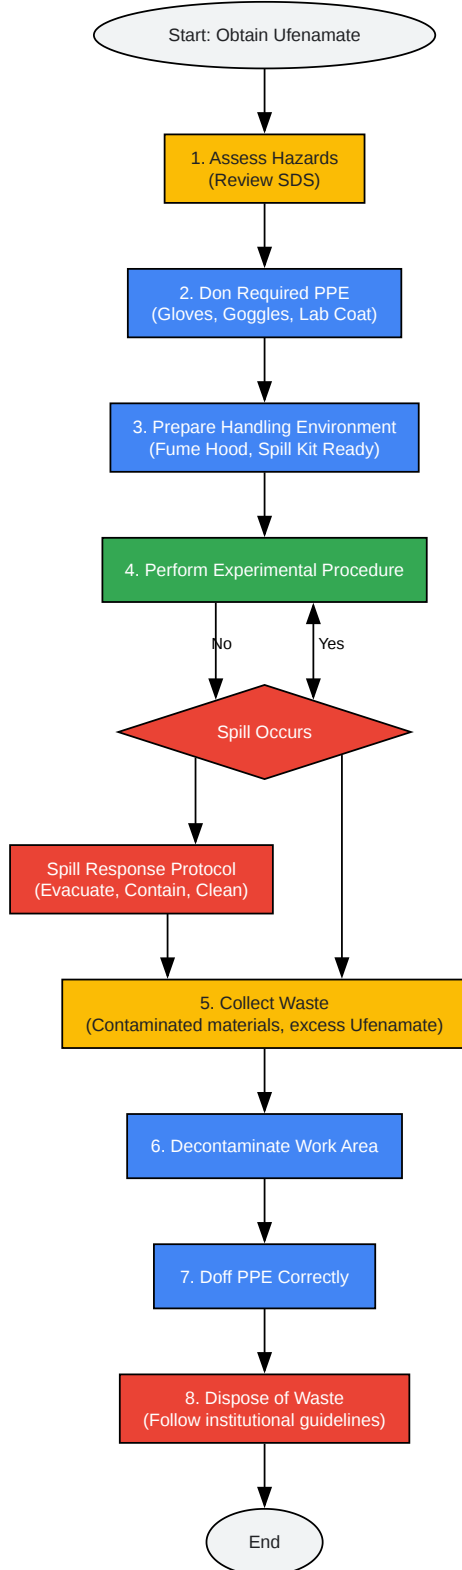 Start: Obtain Ufenamate
1. Assess Hazards
(Review SDS)
2. Don Required PPE
(Gloves, Goggles, Lab Coat)
3. Prepare Handling Environment
(Fume Hood, Spill Kit Ready)
4. Perform Experimental Procedure
No
Yes
Spill Occurs
Spill Response Protocol
(Evacuate, Contain, Clean)
5. Collect Waste
(Contaminated materials, excess Ufenamate)
6. Decontaminate Work Area
7. Doff PPE Correctly
8. Dispose of Waste
(Follow institutional guidelines)
End